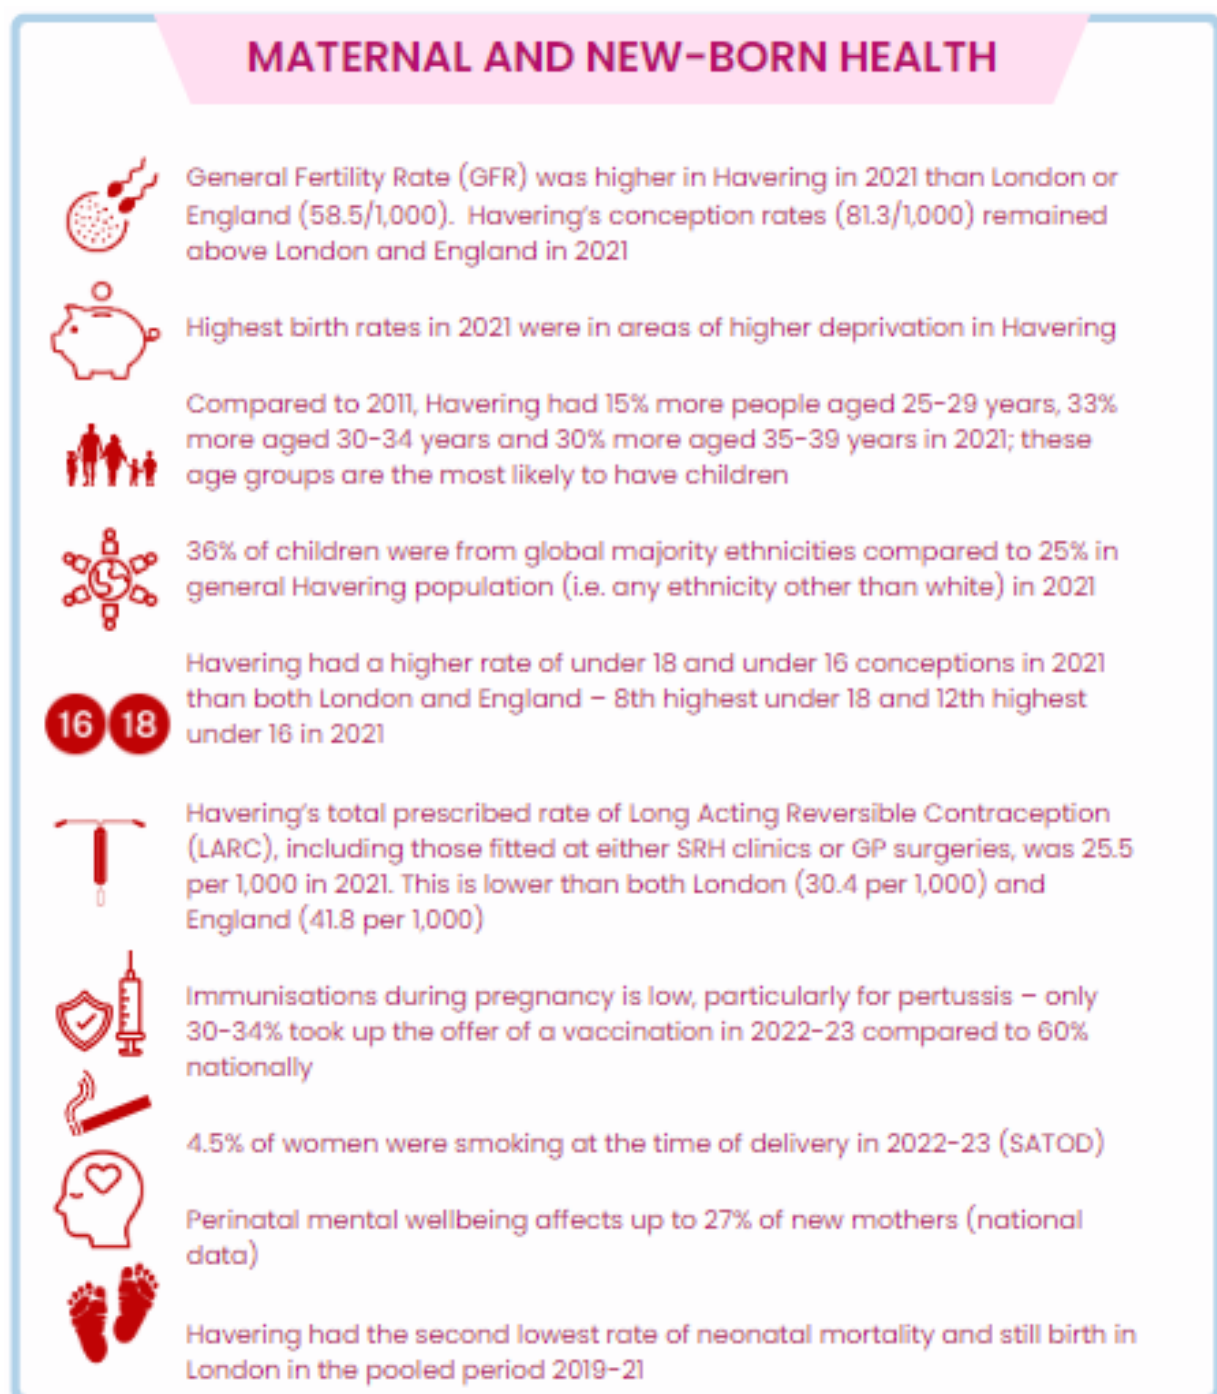 MATERNAL AND NEW-BORN HEALTH
General Fertility Rate (GFR) was higher in Havering in 2021 than London or
England (58.5/1,000). Havering's conception rates (81.3/1,000) remained
above London and England in 2021
Highest birth rates in 2021 were in areas of higher deprivation in Havering
Compared to 2011, Havering had 15% more people aged 25-29 years, 33%
more aged 30-34 years and 30% more aged 35-39 years in 2021; these
age groups are the most likely to have children
36% of children were from global majority ethnicities compared to 25% in
general Havering population (i.e. any ethnicity other than white) in 2021
Havering had a higher rate of under 18 and under 16 conceptions in 2021
than both London and England – 8th highest under 18 and 12th highest
under 16 in 2021
16 18
Havering's total prescribed rate of Long Acting Reversible Contraception
(LARC), including those fitted at either SRH clinics or GP surgeries, was 25.5
per 1,000 in 2021. This is lower than both London (30.4 per 1,000) and
England (41.8 per 1,000)
Immunisations during pregnancy is low, particularly for pertussis – only
30-34% took up the offer of a vaccination in 2022-23 compared to 60%
nationally
4.5% of women were smoking at the time of delivery in 2022-23 (SATOD)
Perinatal mental wellbeing affects up to 27% of new mothers (national
data)
Havering had the second lowest rate of neonatal mortality and still birth in
London in the pooled period 2019-21